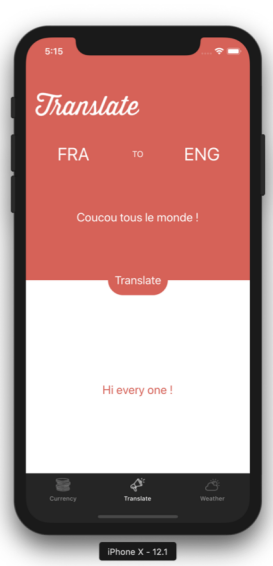 5:15
Translate
FRA TO ENG
Coucou tous le monde !
Translate
Hi every one !
Currency Translate Weather
iPhone X - 12.1